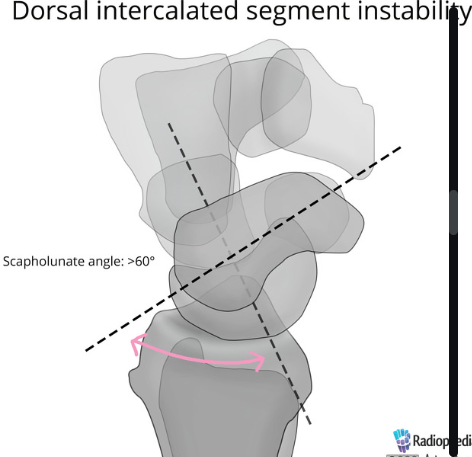 Dorsal intercalated segment instability
Scapholunate angle: >60°